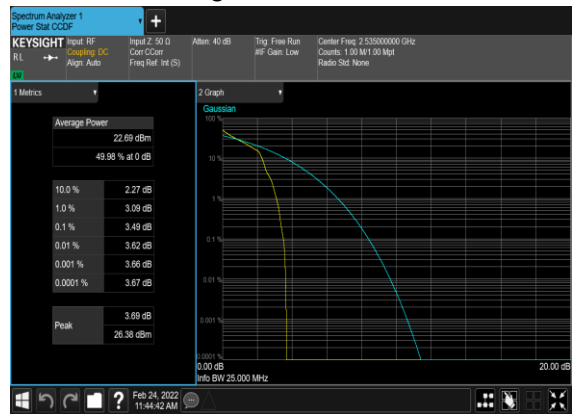 Spectrum Analyzer 1
Power Stat CCDF
+
KEYSIGHT
RL
Input: RF
Coupling: DC
Align: Auto
Input Z: 50 Ω
Corr CCorr
Freq Ref: Int (S)
Atten: 40 dB
Trig: Free Run
#IF Gain: Low
Center Freq: 2.535000000 GHz
Counts: 1.00 M/1.00 Mpt
Radio Std: None
LV
1 Metrics
Average Power
22.69 dBm
49.98 % at 0 dB
10.0 % 2.27 dB
1.0 % 3.09 dB
0.1 % 3.49 dB
0.01 % 3.62 dB
0.001 % 3.66 dB
0.0001 % 3.67 dB
Peak
3.69 dB
26.38 dBm
2 Graph
Gaussian
100 %
10 %
1 %
0.1 %
0.01 %
0.001 %
0.0001 %
0.00 dB
20.00 dB
Info BW 25.000 MHz
?
Feb 24, 2022
11:44:42 AM